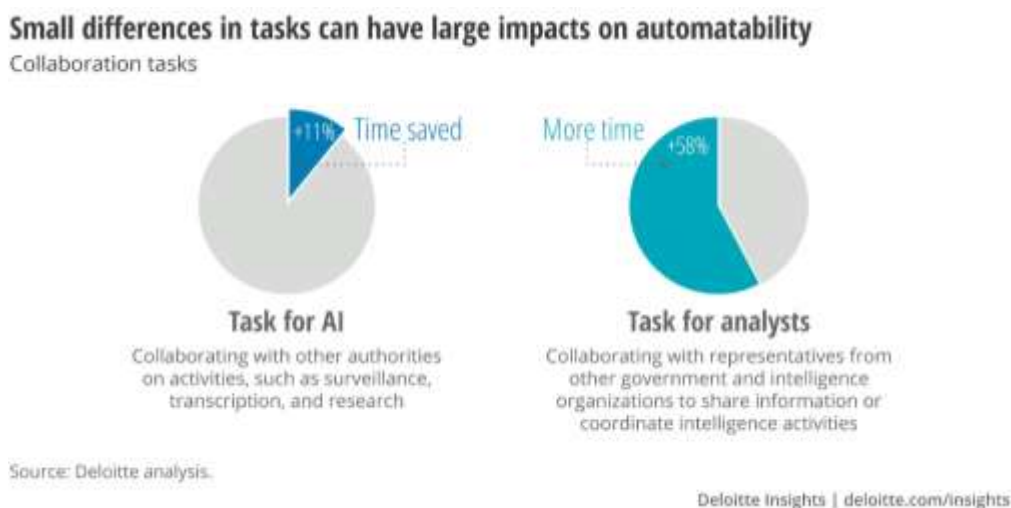 Small differences in tasks can have large impacts on automatability
Collaboration tasks
+11%
Time saved
More time
+58%
Task for AI
Collaborating with other authorities
on activities, such as surveillance,
transcription, and research
Task for analysts
Collaborating with representatives from
other government and intelligence
organizations to share information or
coordinate intelligence activities
Source: Deloitte analysis.
Deloitte Insights | deloitte.com/insights